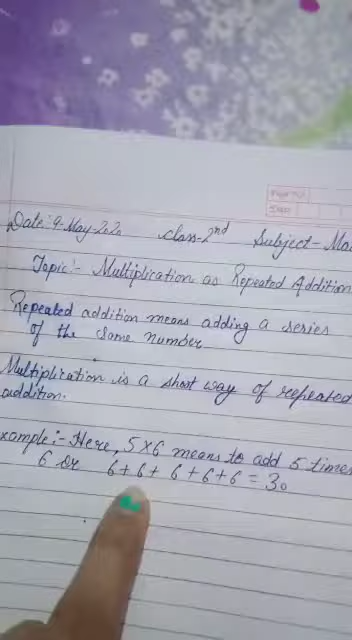 Page No.
Date
Date:- 9-May-2020 Class-2nd Subject-
Topic:- Multiplication as Repeated Addition
Repeated addition means adding a series
of the same number
Multiplication is a short way of repeated
addition.
xample:- Here, 5×6 means to add 5 times
6 or 6+6+6+6+6=30